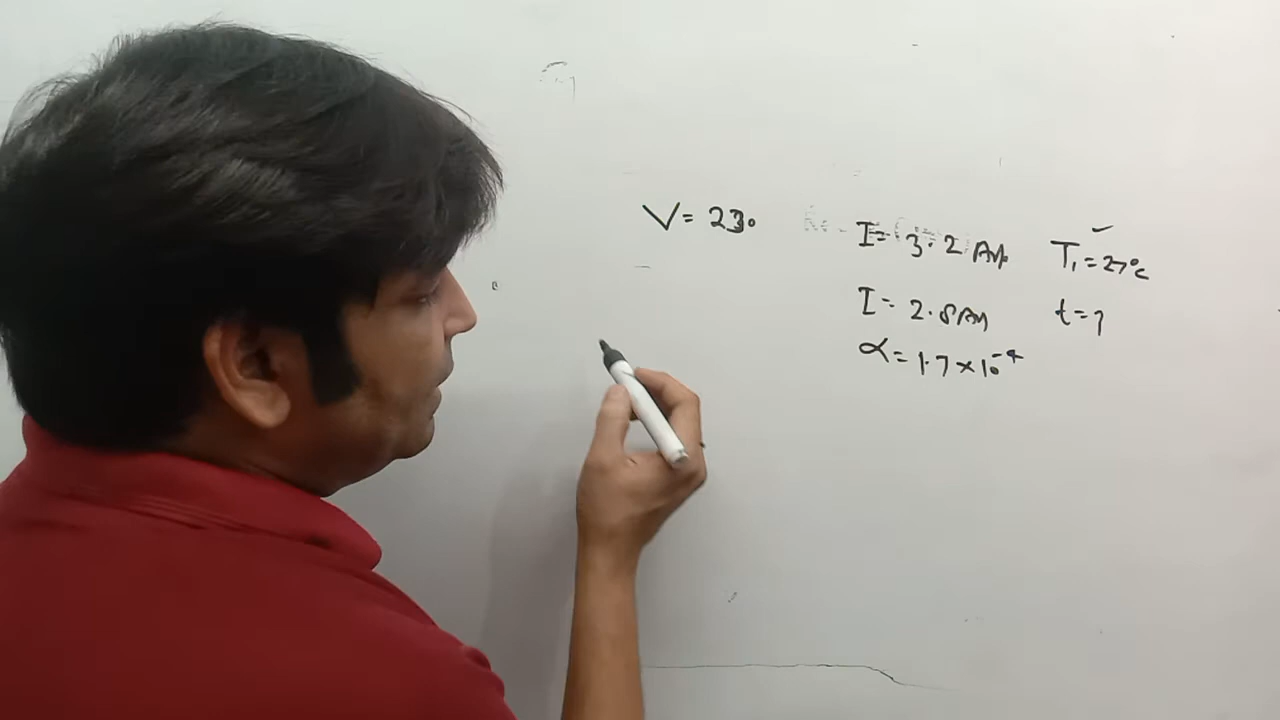 V = 230
I = 3.2 Am T₁ = 27°C
I = 2.8 Am t = ?
α = 1.7 × 10⁻⁴